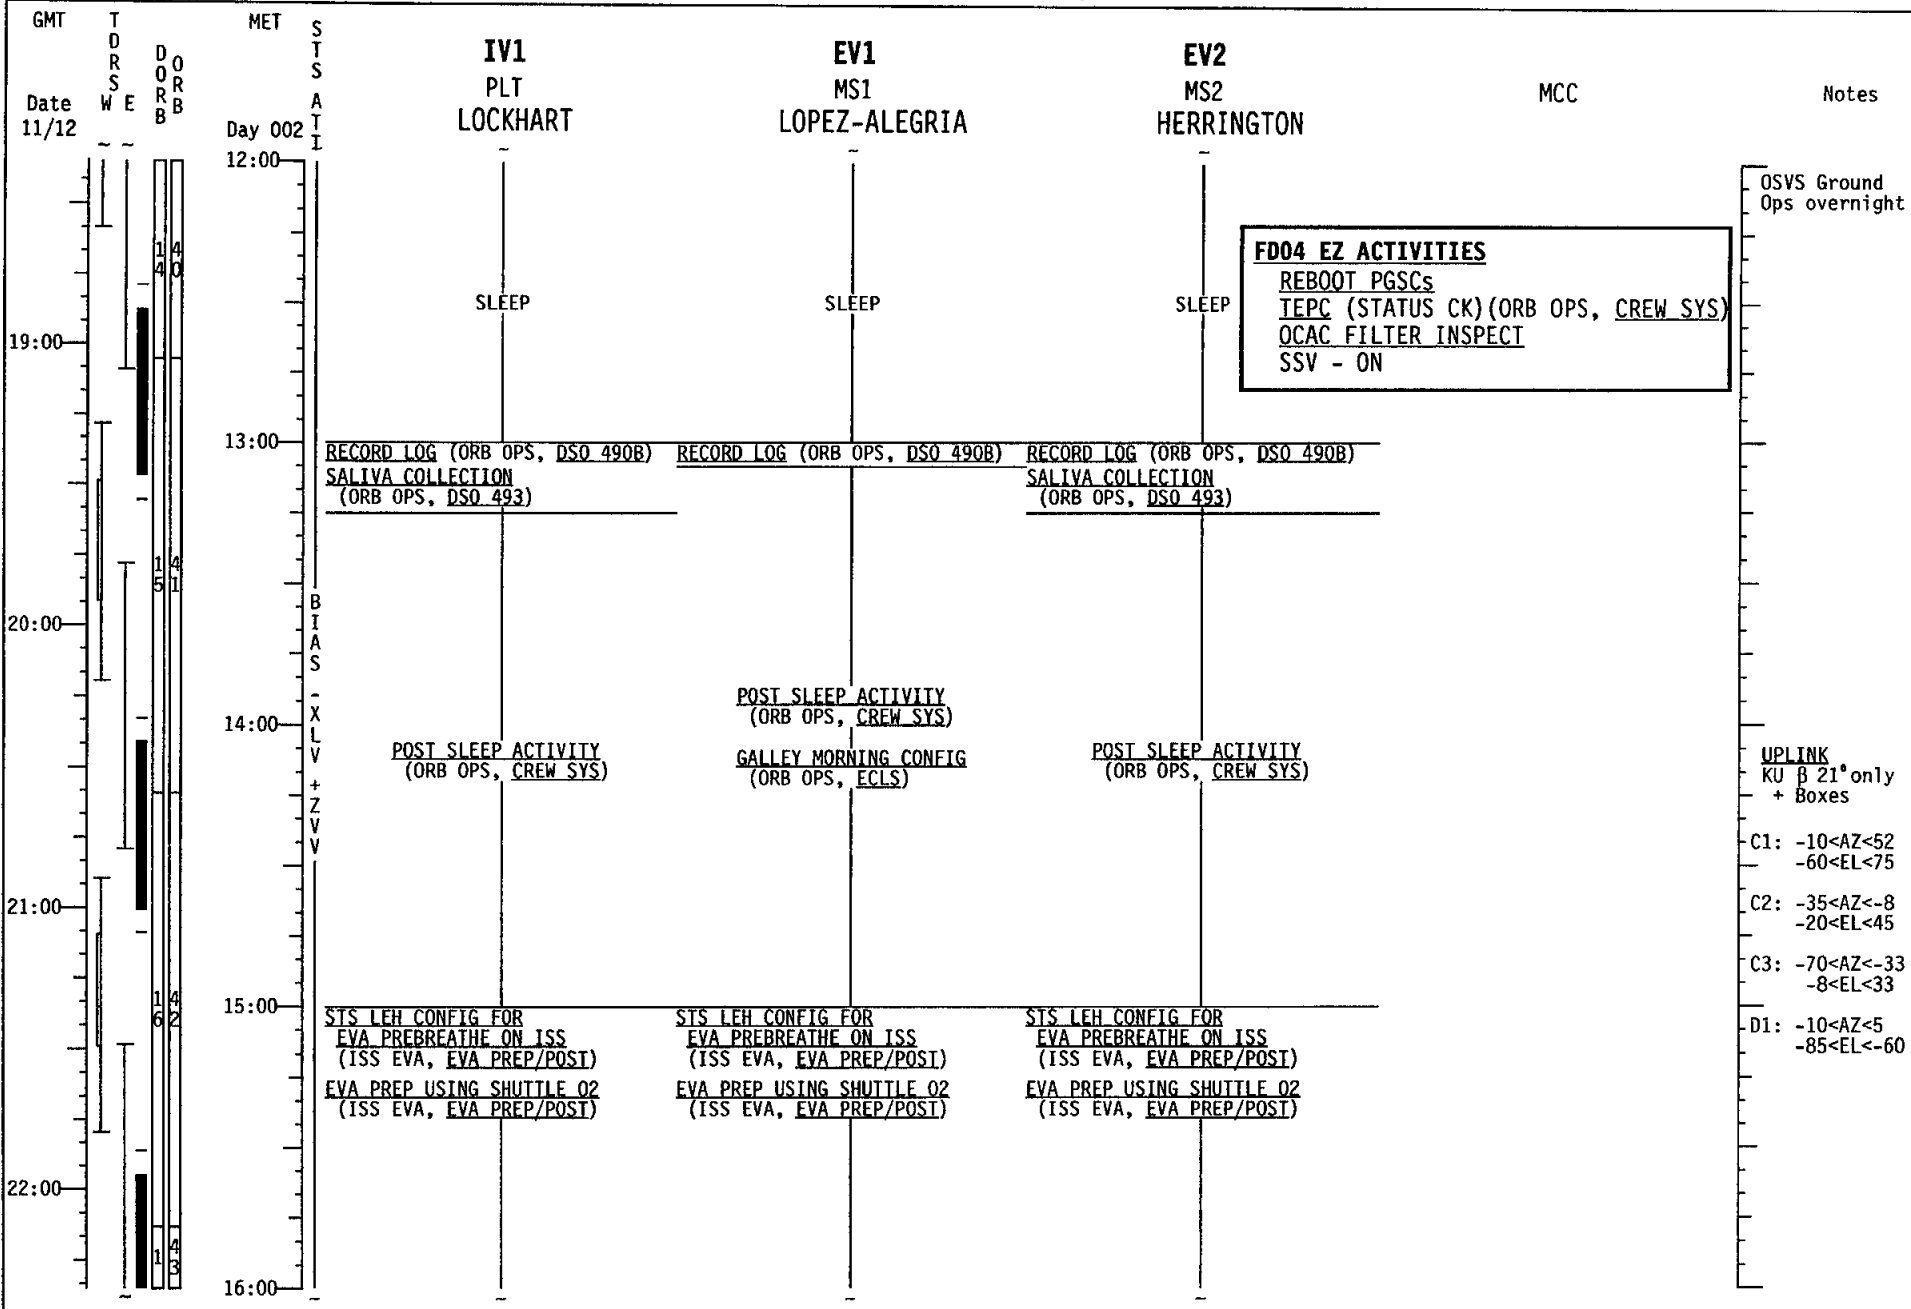 GMT
TDRS
W E
DORB
ORB
MET
STS ATT
IV1
PLT
LOCKHART
EV1
MS1
LOPEZ-ALEGRIA
EV2
MS2
HERRINGTON
MCC
Notes
Date
11/12
Day 002
~ ~ ~ ~ ~
12:00
OSVS Ground
Ops overnight
14
40
FD04 EZ ACTIVITIES
REBOOT PGSCs
TEPC (STATUS CK)(ORB OPS, CREW SYS)
OCAC FILTER INSPECT
SSV - ON
SLEEP
SLEEP
SLEEP
19:00
13:00
RECORD LOG (ORB OPS, DSO 490B)
SALIVA COLLECTION
(ORB OPS, DSO 493)
RECORD LOG (ORB OPS, DSO 490B)
RECORD LOG (ORB OPS, DSO 490B)
SALIVA COLLECTION
(ORB OPS, DSO 493)
15
41
20:00
BIAS -XLV +ZVV
14:00
POST SLEEP ACTIVITY
(ORB OPS, CREW SYS)
POST SLEEP ACTIVITY
(ORB OPS, CREW SYS)
GALLEY MORNING CONFIG
(ORB OPS, ECLS)
POST SLEEP ACTIVITY
(ORB OPS, CREW SYS)
UPLINK
KU β 21° only
+ Boxes
C1: -10<AZ<52
-60<EL<75
C2: -35<AZ<-8
-20<EL<45
C3: -70<AZ<-33
-8<EL<33
D1: -10<AZ<5
-85<EL<-60
21:00
16
42
15:00
STS LEH CONFIG FOR
EVA PREBREATHE ON ISS
(ISS EVA, EVA PREP/POST)
EVA PREP USING SHUTTLE O2
(ISS EVA, EVA PREP/POST)
STS LEH CONFIG FOR
EVA PREBREATHE ON ISS
(ISS EVA, EVA PREP/POST)
EVA PREP USING SHUTTLE O2
(ISS EVA, EVA PREP/POST)
STS LEH CONFIG FOR
EVA PREBREATHE ON ISS
(ISS EVA, EVA PREP/POST)
EVA PREP USING SHUTTLE O2
(ISS EVA, EVA PREP/POST)
22:00
1
43
16:00
~ ~ ~ ~ ~